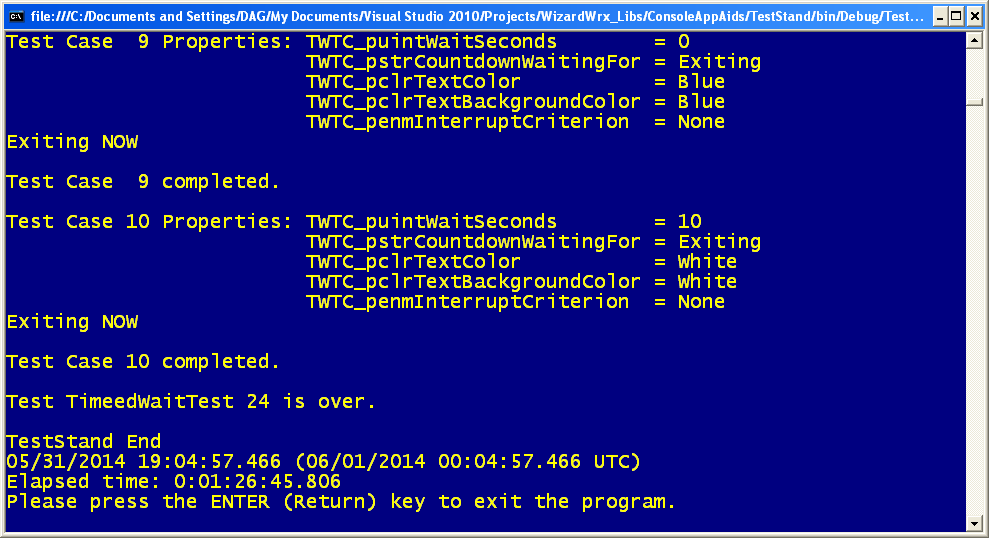 file:///C:/Documents and Settings/DAG/My Documents/Visual Studio 2010/Projects/WizardWrx_Libs/ConsoleAppAids/TestStand/bin/Debug/Test...
Test Case  9 Properties: TWTC_puintWaitSeconds        = 0
                         TWTC_pstrCountdownWaitingFor = Exiting
                         TWTC_pclrTextColor           = Blue
                         TWTC_pclrTextBackgroundColor = Blue
                         TWTC_penmInterruptCriterion  = None
Exiting NOW
Test Case  9 completed.
Test Case 10 Properties: TWTC_puintWaitSeconds        = 10
                         TWTC_pstrCountdownWaitingFor = Exiting
                         TWTC_pclrTextColor           = White
                         TWTC_pclrTextBackgroundColor = White
                         TWTC_penmInterruptCriterion  = None
Exiting NOW
Test Case 10 completed.
Test TimeedWaitTest 24 is over.
TestStand End
05/31/2014 19:04:57.466 (06/01/2014 00:04:57.466 UTC)
Elapsed time: 0:01:26:45.806
Please press the ENTER (Return) key to exit the program.